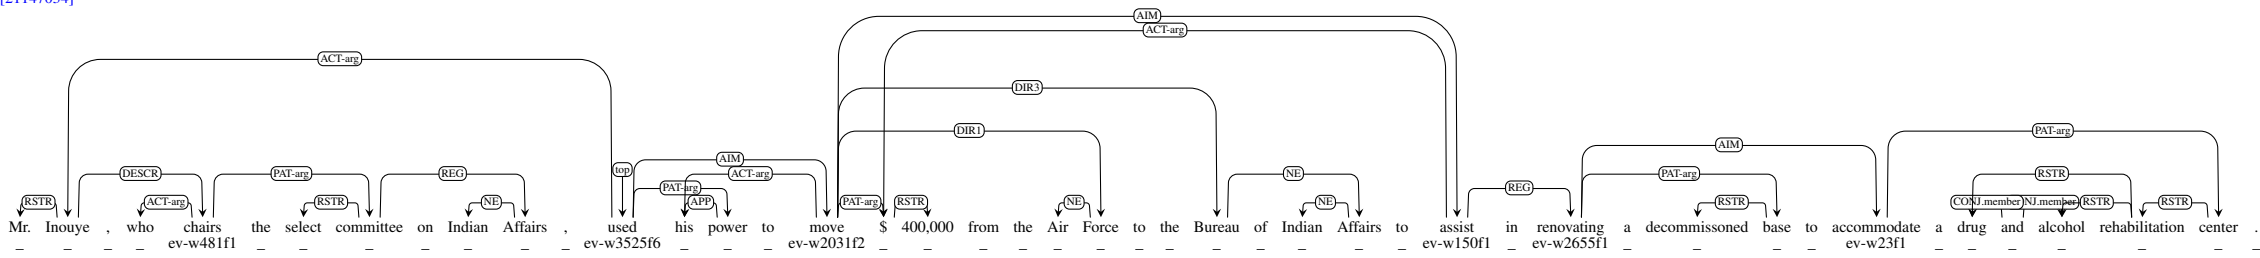 AIM
ACT-arg
ACT-arg
DIR3
DIR1
PAT-arg
AIM
AIM
top
DESCR PAT-arg REG ACT-arg NE PAT-arg RSTR
PAT-arg REG
RSTR ACT-arg RSTR NE APP PAT-arg RSTR NE NE RSTR CONJ.member NJ.member RSTR RSTR
Mr. Inouye , who chairs the select committee on Indian Affairs , used his power to move $ 400,000 from the Air Force to the Bureau of Indian Affairs to assist in renovating a decommissoned base to accommodate a drug and alcohol rehabilitation center .
_ _ _ _ ev-w481f1 _ _ _ _ _ _ _ ev-w3525f6 _ _ _ ev-w2031f2 _ _ _ _ _ _ _ _ _ _ _ _ _ ev-w150f1 _ ev-w2655f1 _ _ _ _ ev-w23f1 _ _ _ _ _ _ _